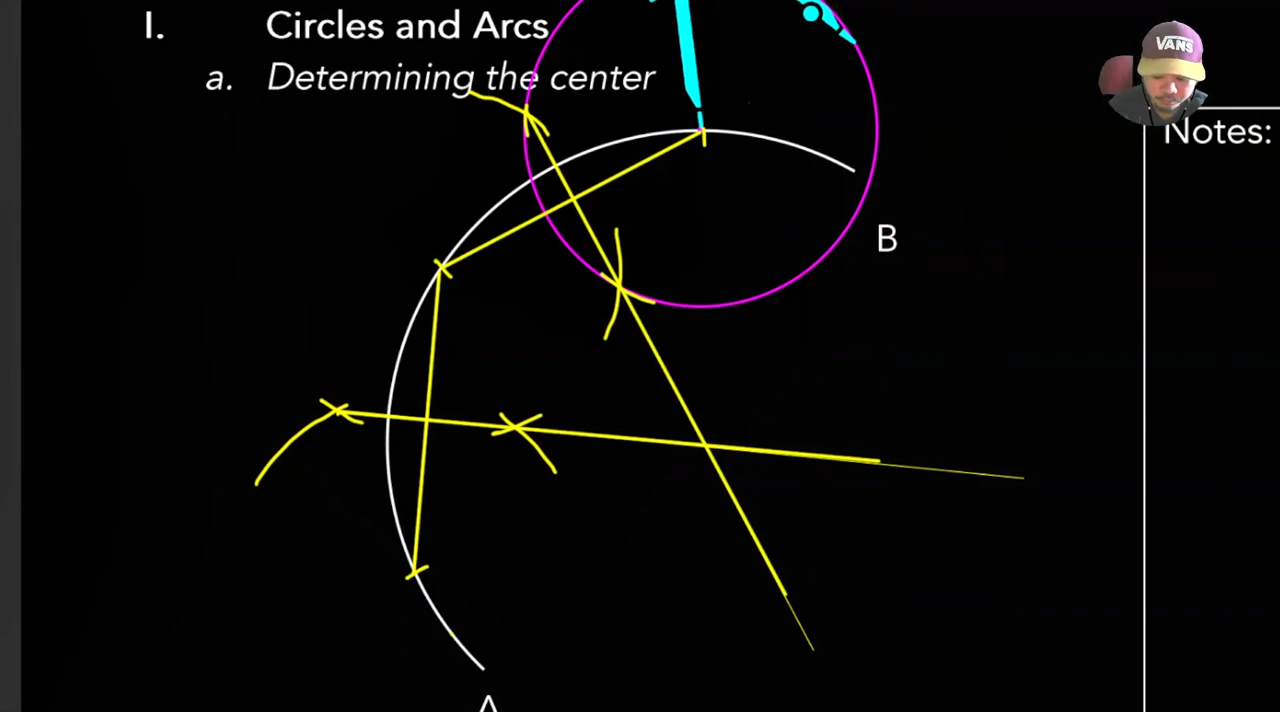 I. Circles and Arcs
a. Determining the center
VANS
Notes:
B
A